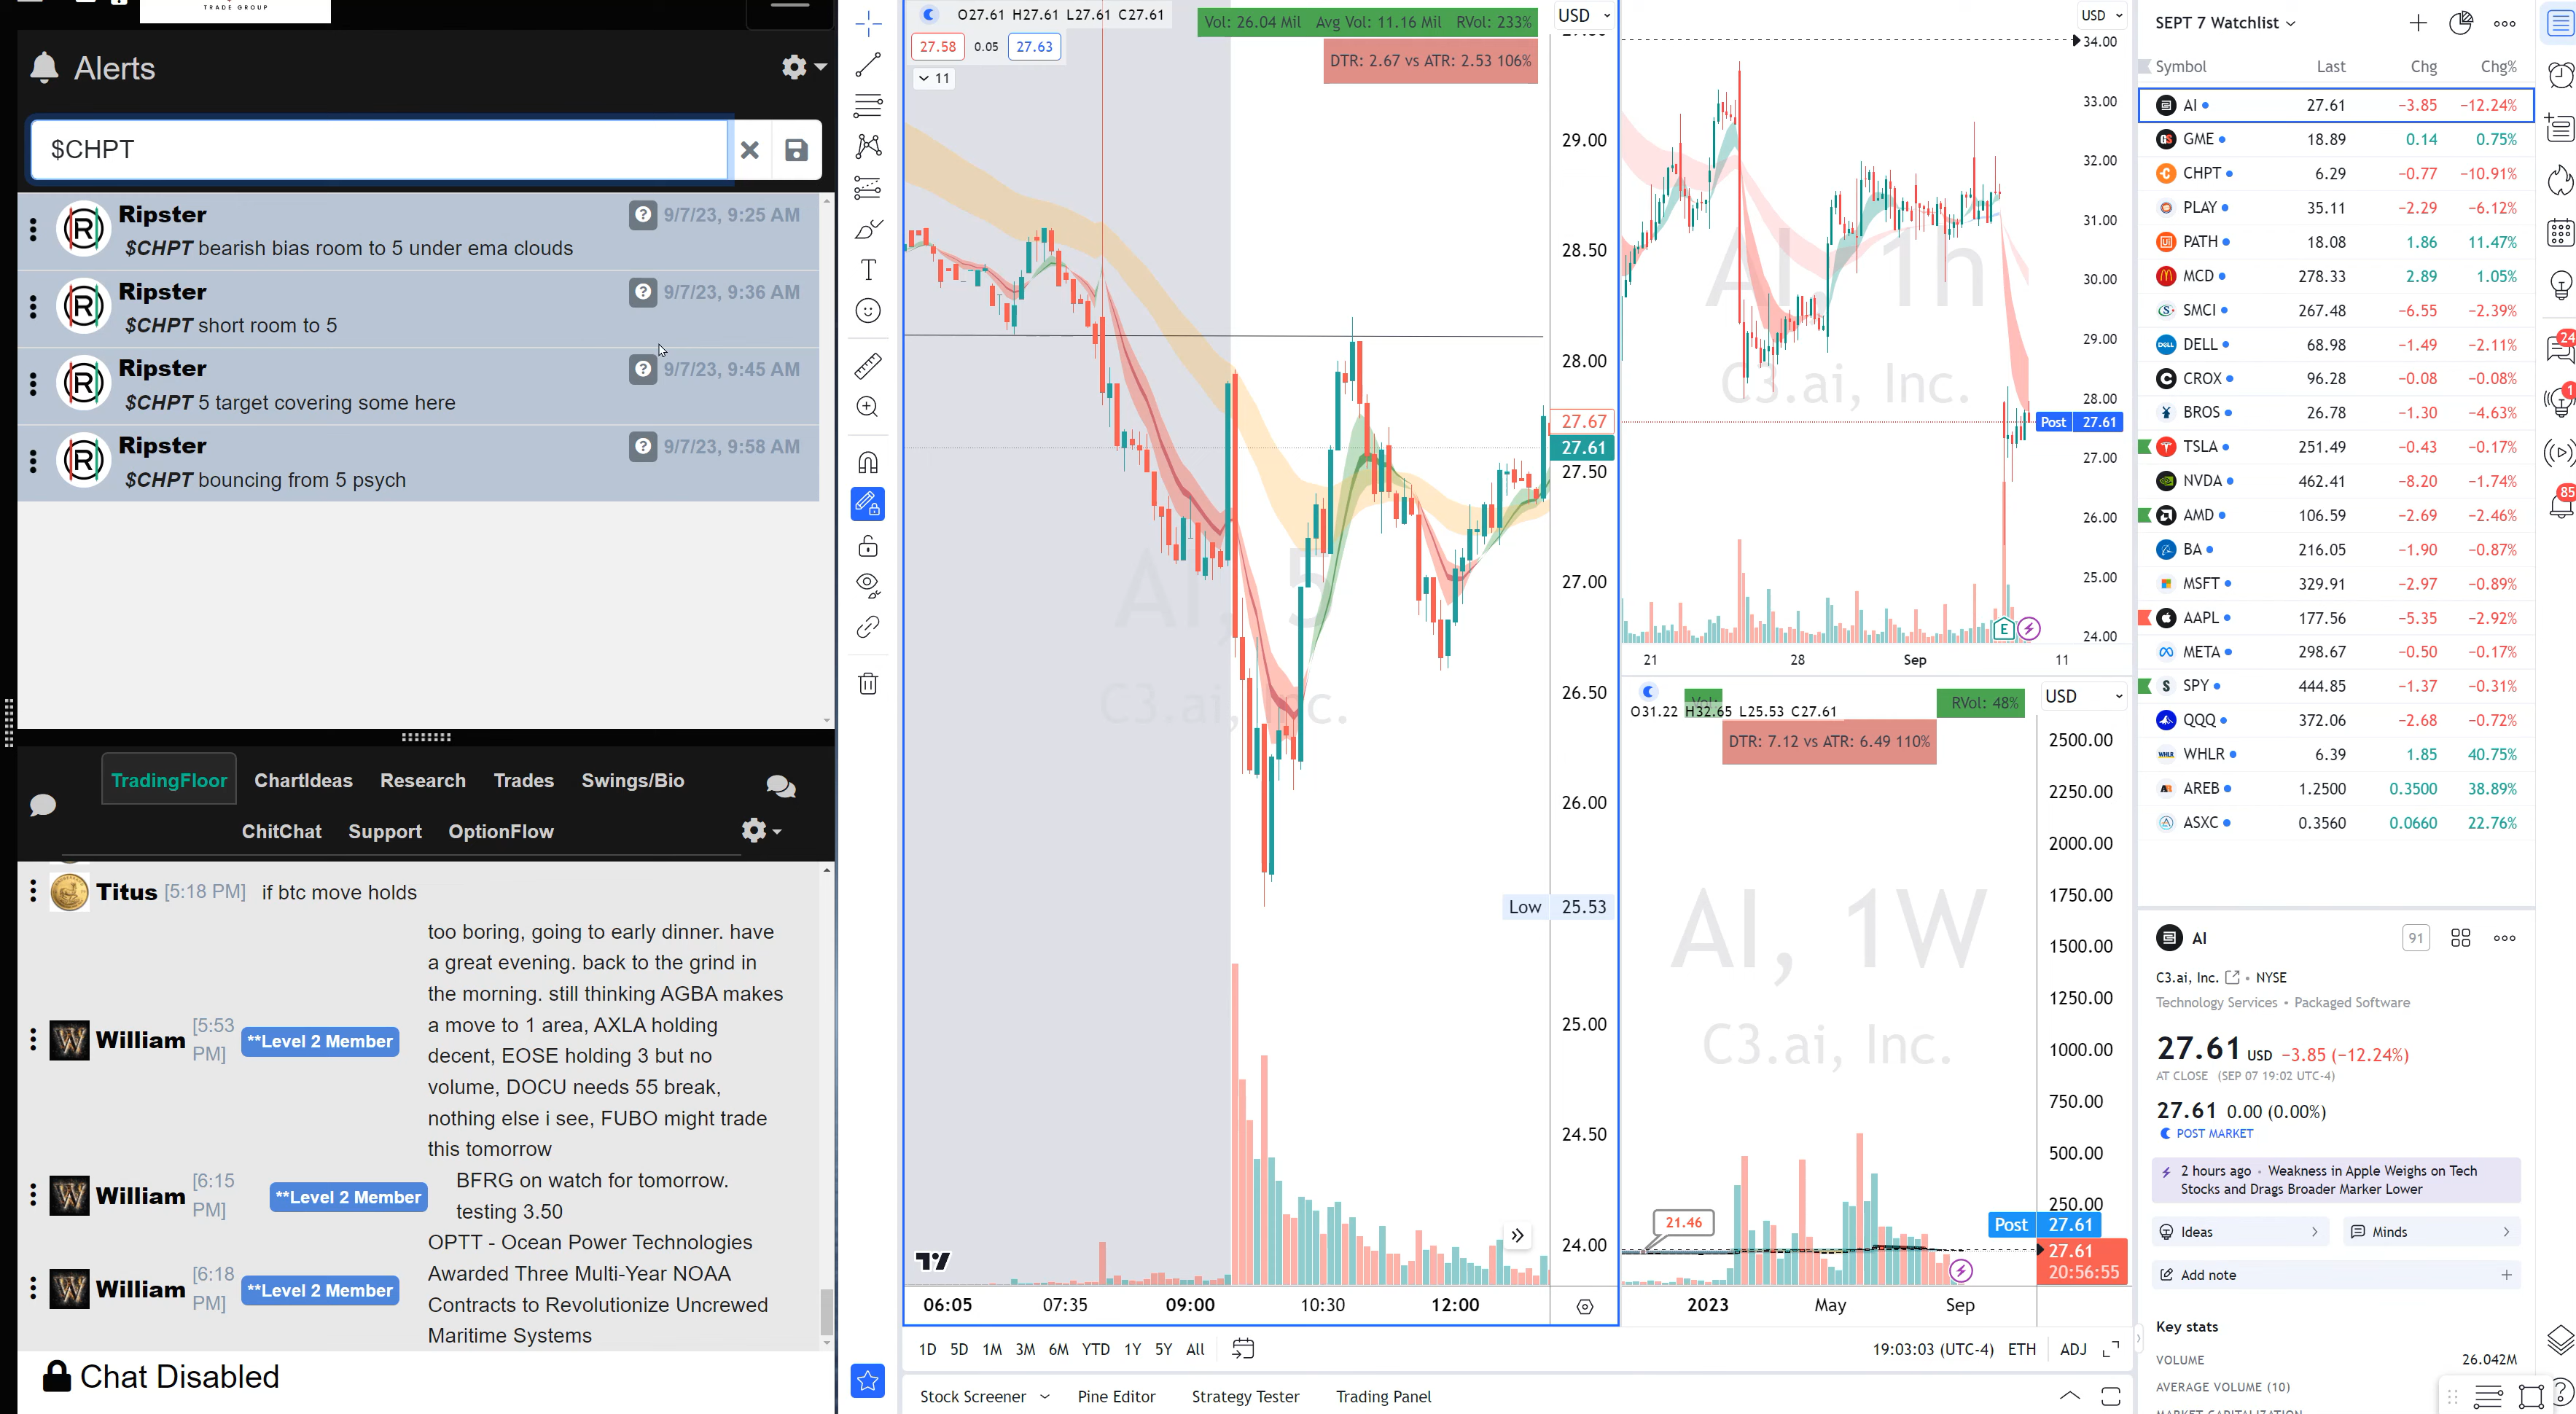 TRADE GROUP
Alerts
$CHPT
Ripster 9/7/23, 9:25 AM
$CHPT bearish bias room to 5 under ema clouds
Ripster 9/7/23, 9:36 AM
$CHPT short room to 5
Ripster 9/7/23, 9:45 AM
$CHPT 5 target covering some here
Ripster 9/7/23, 9:58 AM
$CHPT bouncing from 5 psych
TradingFloor ChartIdeas Research Trades Swings/Bio
ChitChat Support OptionFlow
Titus [5:18 PM] if btc move holds
William [5:53 PM] **Level 2 Member
too boring, going to early dinner. have
a great evening. back to the grind in
the morning. still thinking AGBA makes
a move to 1 area, AXLA holding
decent, EOSE holding 3 but no
volume, DOCU needs 55 break,
nothing else i see, FUBO might trade
this tomorrow
William [6:15 PM] **Level 2 Member
BFRG on watch for tomorrow.
testing 3.50
William [6:18 PM] **Level 2 Member
OPTT - Ocean Power Technologies
Awarded Three Multi-Year NOAA
Contracts to Revolutionize Uncrewed
Maritime Systems
Chat Disabled
O27.61 H27.61 L27.61 C27.61
27.58 0.05 27.63
11
Vol: 26.04 Mil Avg Vol: 11.16 Mil RVol: 233%
DTR: 2.67 vs ATR: 2.53 106%
USD
29.00
28.50
28.00
27.67
27.61
27.50
27.00
26.50
26.00
Low 25.53
25.00
24.50
24.00
AI, 5
C3.ai, Inc.
06:05 07:35 09:00 10:30 12:00
USD
34.00
33.00
32.00
31.00
30.00
29.00
28.00
Post 27.61
27.00
26.00
25.00
24.00
AI, 1h
C3.ai, Inc.
E
21 28 Sep 11
O31.22 H32.65 L25.53 C27.61
Vol:
RVol: 48%
DTR: 7.12 vs ATR: 6.49 110%
USD
2500.00
2250.00
2000.00
1750.00
1500.00
1250.00
1000.00
750.00
500.00
250.00
Post 27.61
27.61
20:56:55
AI, 1W
C3.ai, Inc.
21.46
2023 May Sep
1D 5D 1M 3M 6M YTD 1Y 5Y All
19:03:03 (UTC-4) ETH ADJ
Stock Screener Pine Editor Strategy Tester Trading Panel
SEPT 7 Watchlist
Symbol Last Chg Chg%
AI 27.61 −3.85 −12.24%
GME 18.89 0.14 0.75%
CHPT 6.29 −0.77 −10.91%
PLAY 35.11 −2.29 −6.12%
PATH 18.08 1.86 11.47%
MCD 278.33 2.89 1.05%
SMCI 267.48 −6.55 −2.39%
DELL 68.98 −1.49 −2.11%
CROX 96.28 −0.08 −0.08%
BROS 26.78 −1.30 −4.63%
TSLA 251.49 −0.43 −0.17%
NVDA 462.41 −8.20 −1.74%
AMD 106.59 −2.69 −2.46%
BA 216.05 −1.90 −0.87%
MSFT 329.91 −2.97 −0.89%
AAPL 177.56 −5.35 −2.92%
META 298.67 −0.50 −0.17%
SPY 444.85 −1.37 −0.31%
QQQ 372.06 −2.68 −0.72%
WHLR 6.39 1.85 40.75%
AREB 1.2500 0.3500 38.89%
ASXC 0.3560 0.0660 22.76%
AI 91
C3.ai, Inc. • NYSE
Technology Services • Packaged Software
27.61 USD −3.85 (−12.24%)
AT CLOSE (SEP 07 19:02 UTC-4)
27.61 0.00 (0.00%)
POST MARKET
2 hours ago • Weakness in Apple Weighs on Tech
Stocks and Drags Broader Marker Lower
Ideas Minds
Add note
Key stats
VOLUME 26.042M
AVERAGE VOLUME (10)
24
1
85